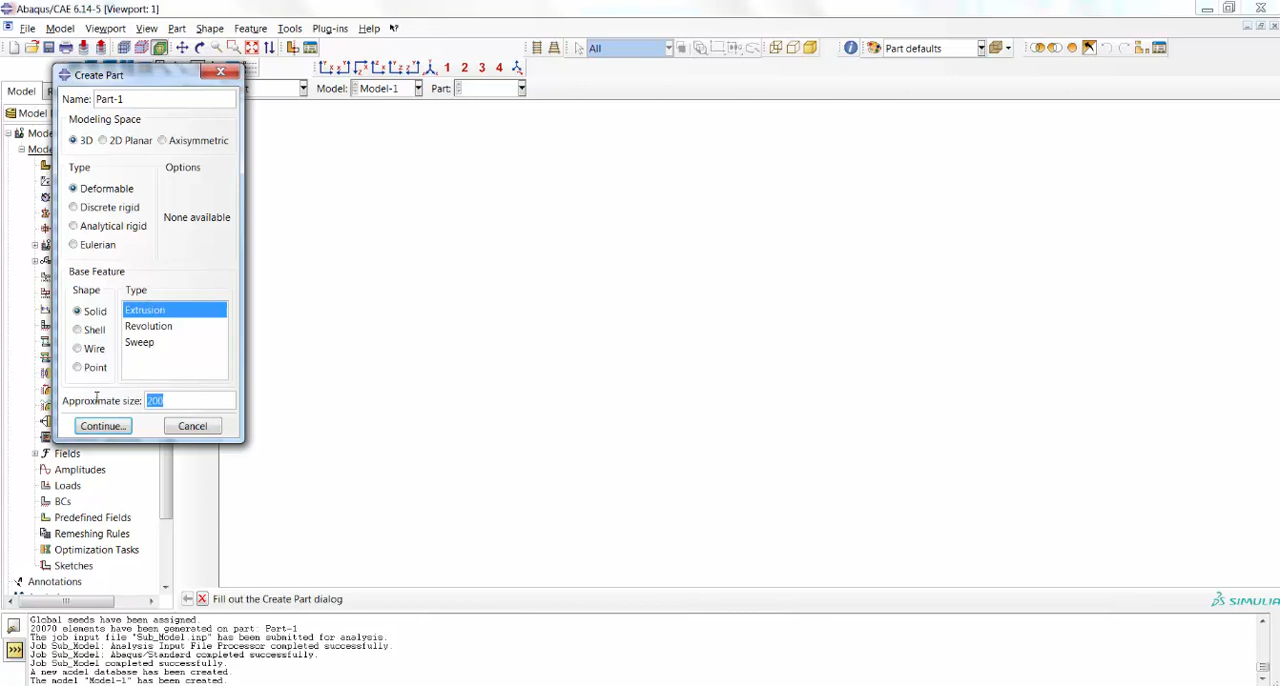 Abaqus/CAE 6.14-5 [Viewport: 1]
File Model Viewport View Part Shape Feature Tools Plug-ins Help
All
Part defaults
Create Part
1 2 3 4
Model
Model: Model-1 Part:
Name: Part-1
Modeling Space
3D 2D Planar Axisymmetric
Type Options
Deformable
Discrete rigid
None available
Analytical rigid
Eulerian
Base Feature
Shape Type
Solid Extrusion
Shell Revolution
Wire Sweep
Point
Approximate size: 200
Continue... Cancel
Fields
Amplitudes
Loads
BCs
Predefined Fields
Remeshing Rules
Optimization Tasks
Sketches
Annotations
Fill out the Create Part dialog
SIMULIA
Global seeds have been assigned.
20070 elements have been generated on part: Part-1
The job input file "Sub_Model.inp" has been submitted for analysis.
Job Sub_Model: Analysis Input File Processor completed successfully.
Job Sub_Model: Abaqus/Standard completed successfully.
Job Sub_Model completed successfully.
A new model database has been created.
The model "Model-1" has been created.